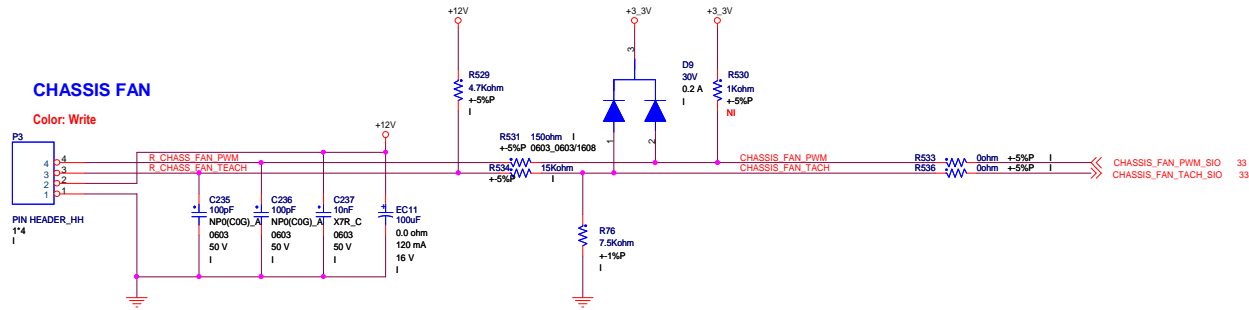 +12V
+3_3V
+3_3V
CHASSIS FAN
Color: Write
P3
4
3
2
1
4
3
2
1
PIN HEADER_HH
1*4
I
R_CHASS_FAN_PWM
R_CHASS_FAN_TEACH
+12V
R529
4.7Kohm
+-5%P
I
R531 150ohm I
+-5%P 0603_0603/1608
R534 15Kohm
+-5%P I
D9
30V
0.2 A
I
3
1
2
R530
1Kohm
+-5%P
NI
CHASSIS_FAN_PWM
CHASSIS_FAN_TACH
R533 0ohm +-5%P I
R536 0ohm +-5%P I
CHASSIS_FAN_PWM_SIO 33
CHASSIS_FAN_TACH_SIO 33
C235
100pF
NP0(C0G)_A
0603
50 V
I
C236
100pF
NP0(C0G)_A
0603
50 V
I
C237
10nF
X7R_C
0603
50 V
I
EC11
100uF
0.0 ohm
120 mA
16 V
I
+
R76
7.5Kohm
+-1%P
I